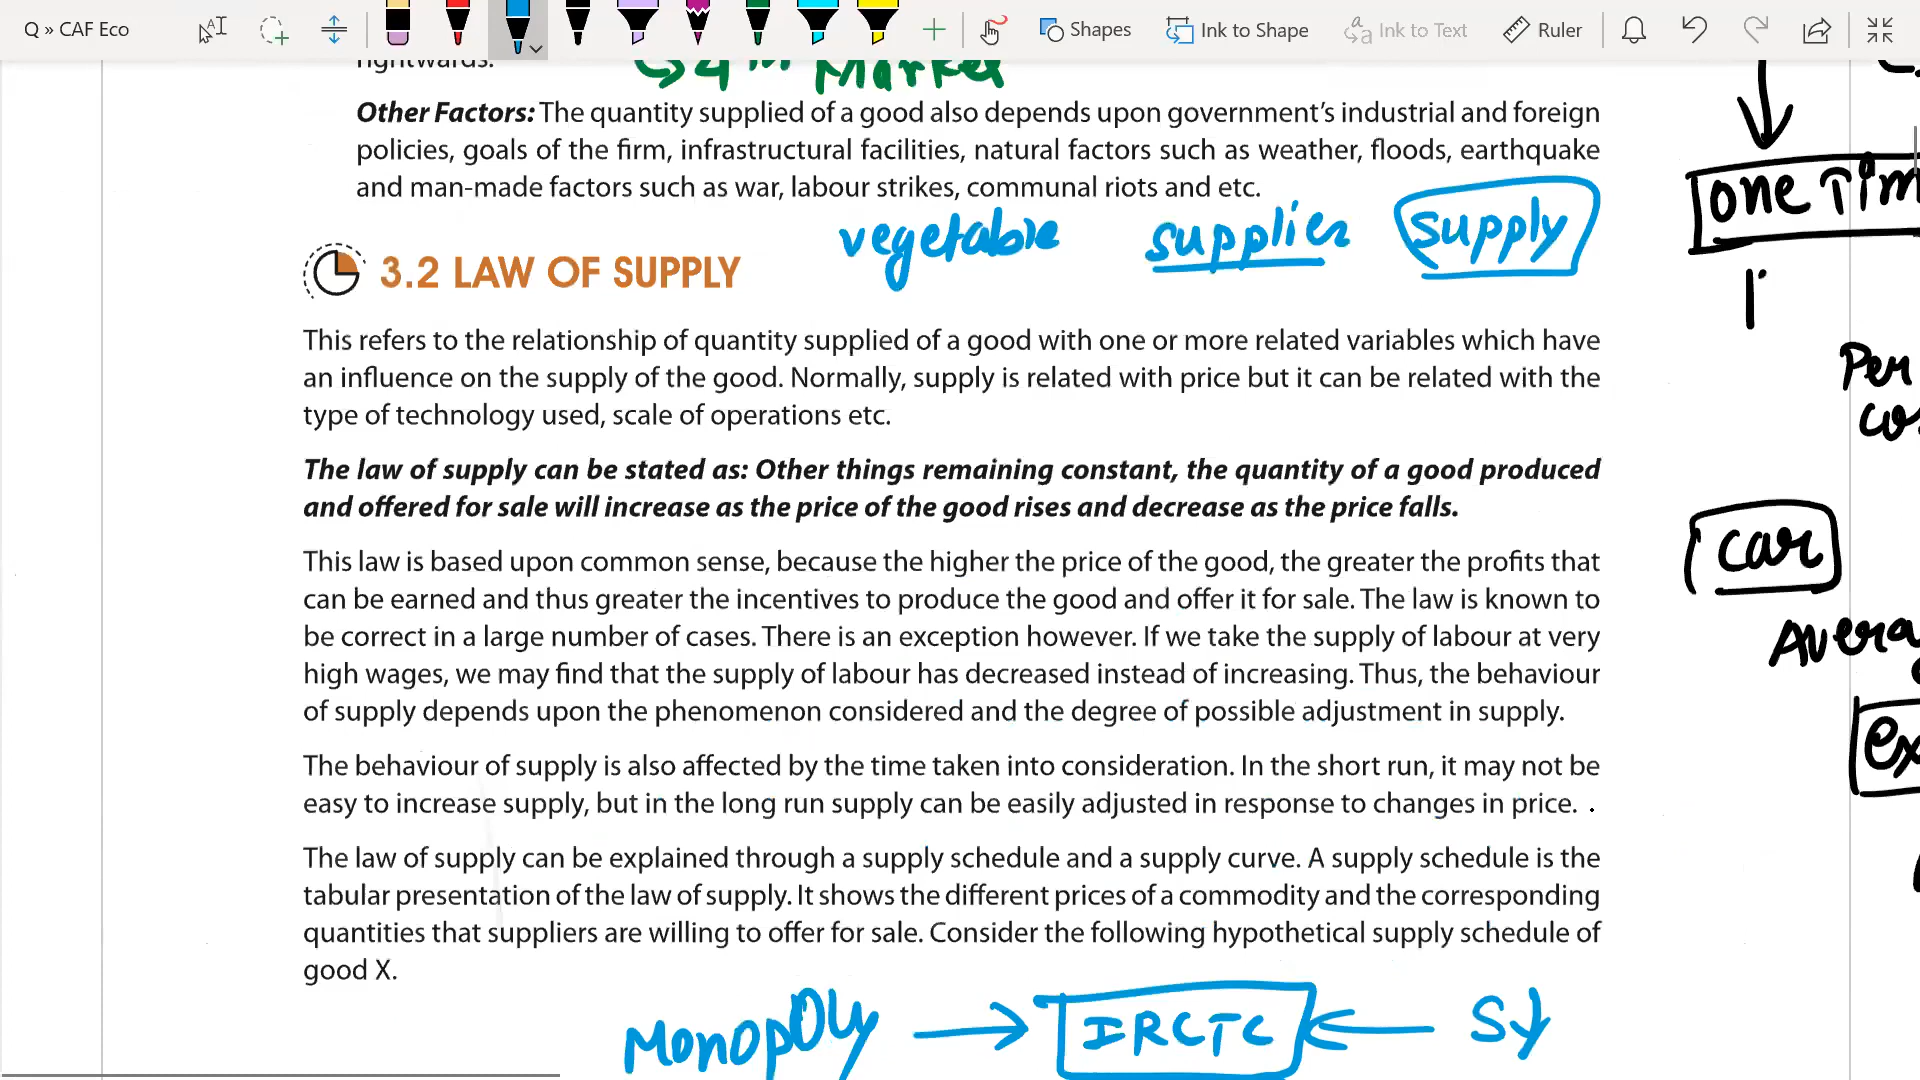 Q » CAF Eco
Shapes
Ink to Shape
Ink to Text
Ruler
rightwards.
Market
Other Factors: The quantity supplied of a good also depends upon government's industrial and foreign
policies, goals of the firm, infrastructural facilities, natural factors such as weather, floods, earthquake
and man-made factors such as war, labour strikes, communal riots and etc.
vegetable supplier supply
3.2 LAW OF SUPPLY
This refers to the relationship of quantity supplied of a good with one or more related variables which have
an influence on the supply of the good. Normally, supply is related with price but it can be related with the
type of technology used, scale of operations etc.
The law of supply can be stated as: Other things remaining constant, the quantity of a good produced
and offered for sale will increase as the price of the good rises and decrease as the price falls.
This law is based upon common sense, because the higher the price of the good, the greater the profits that
can be earned and thus greater the incentives to produce the good and offer it for sale. The law is known to
be correct in a large number of cases. There is an exception however. If we take the supply of labour at very
high wages, we may find that the supply of labour has decreased instead of increasing. Thus, the behaviour
of supply depends upon the phenomenon considered and the degree of possible adjustment in supply.
The behaviour of supply is also affected by the time taken into consideration. In the short run, it may not be
easy to increase supply, but in the long run supply can be easily adjusted in response to changes in price.
The law of supply can be explained through a supply schedule and a supply curve. A supply schedule is the
tabular presentation of the law of supply. It shows the different prices of a commodity and the corresponding
quantities that suppliers are willing to offer for sale. Consider the following hypothetical supply schedule of
good X.
Monopoly IRCTC Sy
one Tim
Per
co
car
Avera
ex